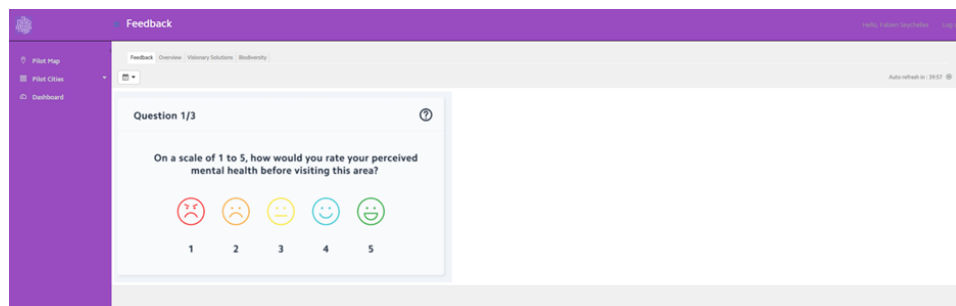 Feedback
Hello, Fabien Seychelles Log
Pilot Map
Pilot Cities
Dashboard
Feedback Overview Visionary Solutions Biodiversity
Auto refresh in : 39:57
Question 1/3
On a scale of 1 to 5, how would you rate your perceived
mental health before visiting this area?
1 2 3 4 5